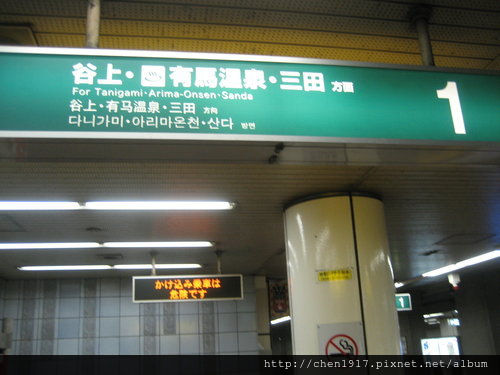 谷上・♨有馬温泉・三田 方面
For Tanigami・Arima-Onsen・Sanda
谷上・有马温泉・三田 方向
다니가미・아리마온천・산다 방면
1
かけ込み乗車は
危険です
1
http://chen1917.pixnet.net/album